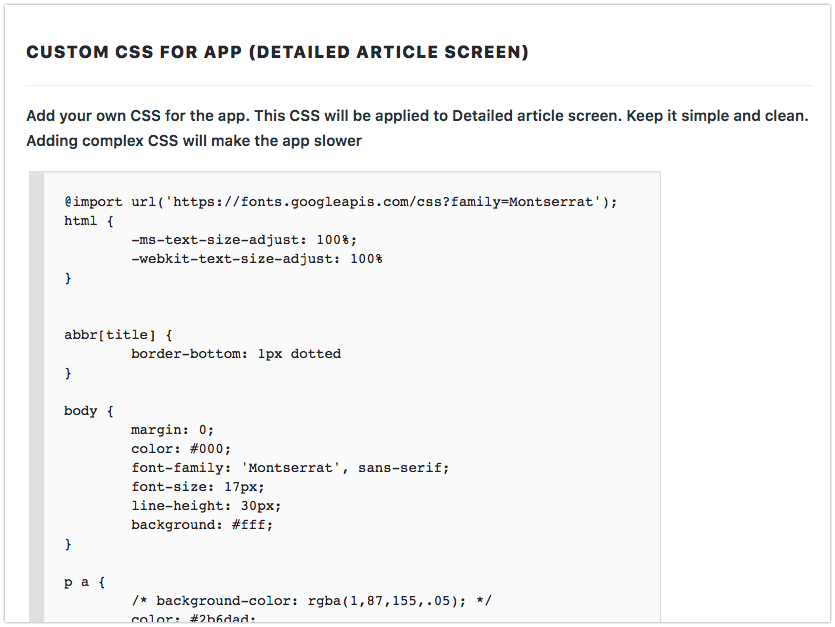 CUSTOM CSS FOR APP (DETAILED ARTICLE SCREEN)
Add your own CSS for the app. This CSS will be applied to Detailed article screen. Keep it simple and clean.
Adding complex CSS will make the app slower
@import url('https://fonts.googleapis.com/css?family=Montserrat');
html {
-ms-text-size-adjust: 100%;
-webkit-text-size-adjust: 100%
}
abbr[title] {
border-bottom: 1px dotted
}
body {
margin: 0;
color: #000;
font-family: 'Montserrat', sans-serif;
font-size: 17px;
line-height: 30px;
background: #fff;
}
p a {
/* background-color: rgba(1,87,155,.05); */
color: #2b6dad;